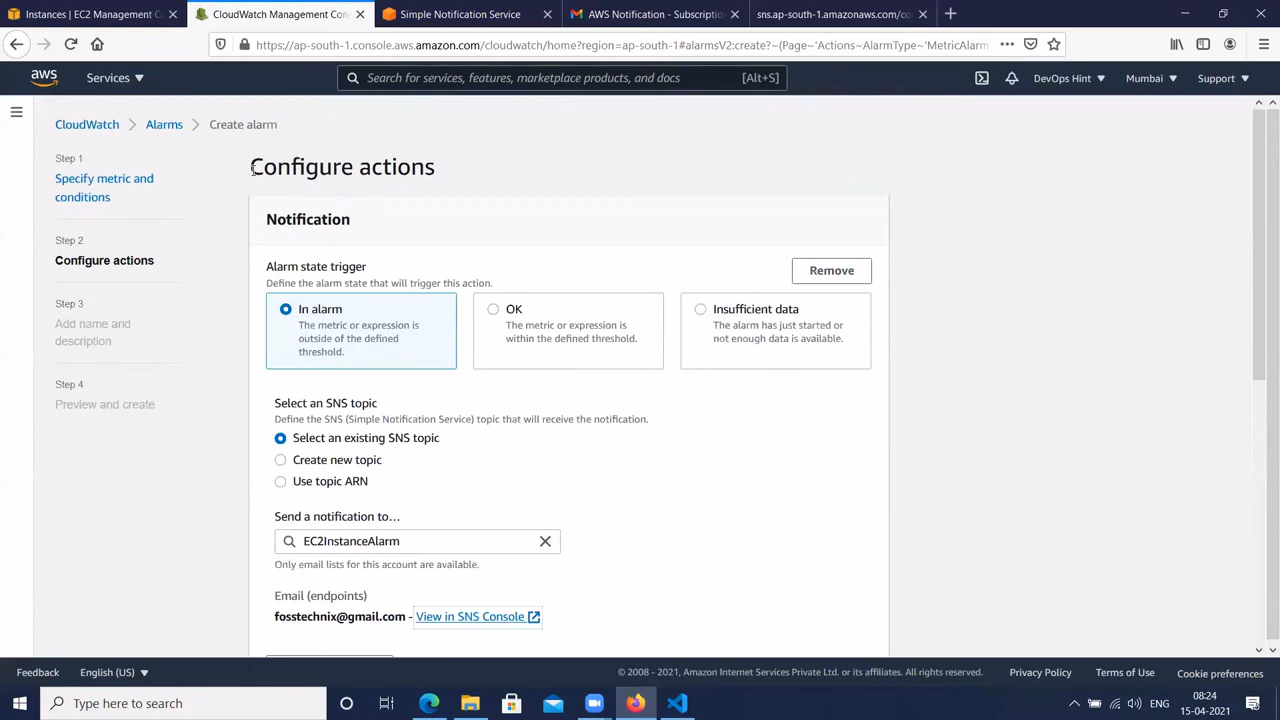 Instances | EC2 Management C
CloudWatch Management Con
Simple Notification Service
AWS Notification - Subscriptio
sns.ap-south-1.amazonaws.com/co
https://ap-south-1.console.aws.amazon.com/cloudwatch/home?region=ap-south-1#alarmsV2:create?~(Page~'Actions~AlarmType~'MetricAlarm
aws
Services
Search for services, features, marketplace products, and docs
[Alt+S]
DevOps Hint
Mumbai
Support
CloudWatch
Alarms
Create alarm
Step 1
Specify metric and
conditions
Step 2
Configure actions
Step 3
Add name and
description
Step 4
Preview and create
Configure actions
Notification
Alarm state trigger
Define the alarm state that will trigger this action.
Remove
In alarm
The metric or expression is
outside of the defined
threshold.
OK
The metric or expression is
within the defined threshold.
Insufficient data
The alarm has just started or
not enough data is available.
Select an SNS topic
Define the SNS (Simple Notification Service) topic that will receive the notification.
Select an existing SNS topic
Create new topic
Use topic ARN
Send a notification to…
EC2InstanceAlarm
Only email lists for this account are available.
Email (endpoints)
fosstechnix@gmail.com - View in SNS Console
Feedback
English (US)
© 2008 - 2021, Amazon Internet Services Private Ltd. or its affiliates. All rights reserved.
Privacy Policy
Terms of Use
Cookie preferences
Type here to search
ENG
08:24
15-04-2021